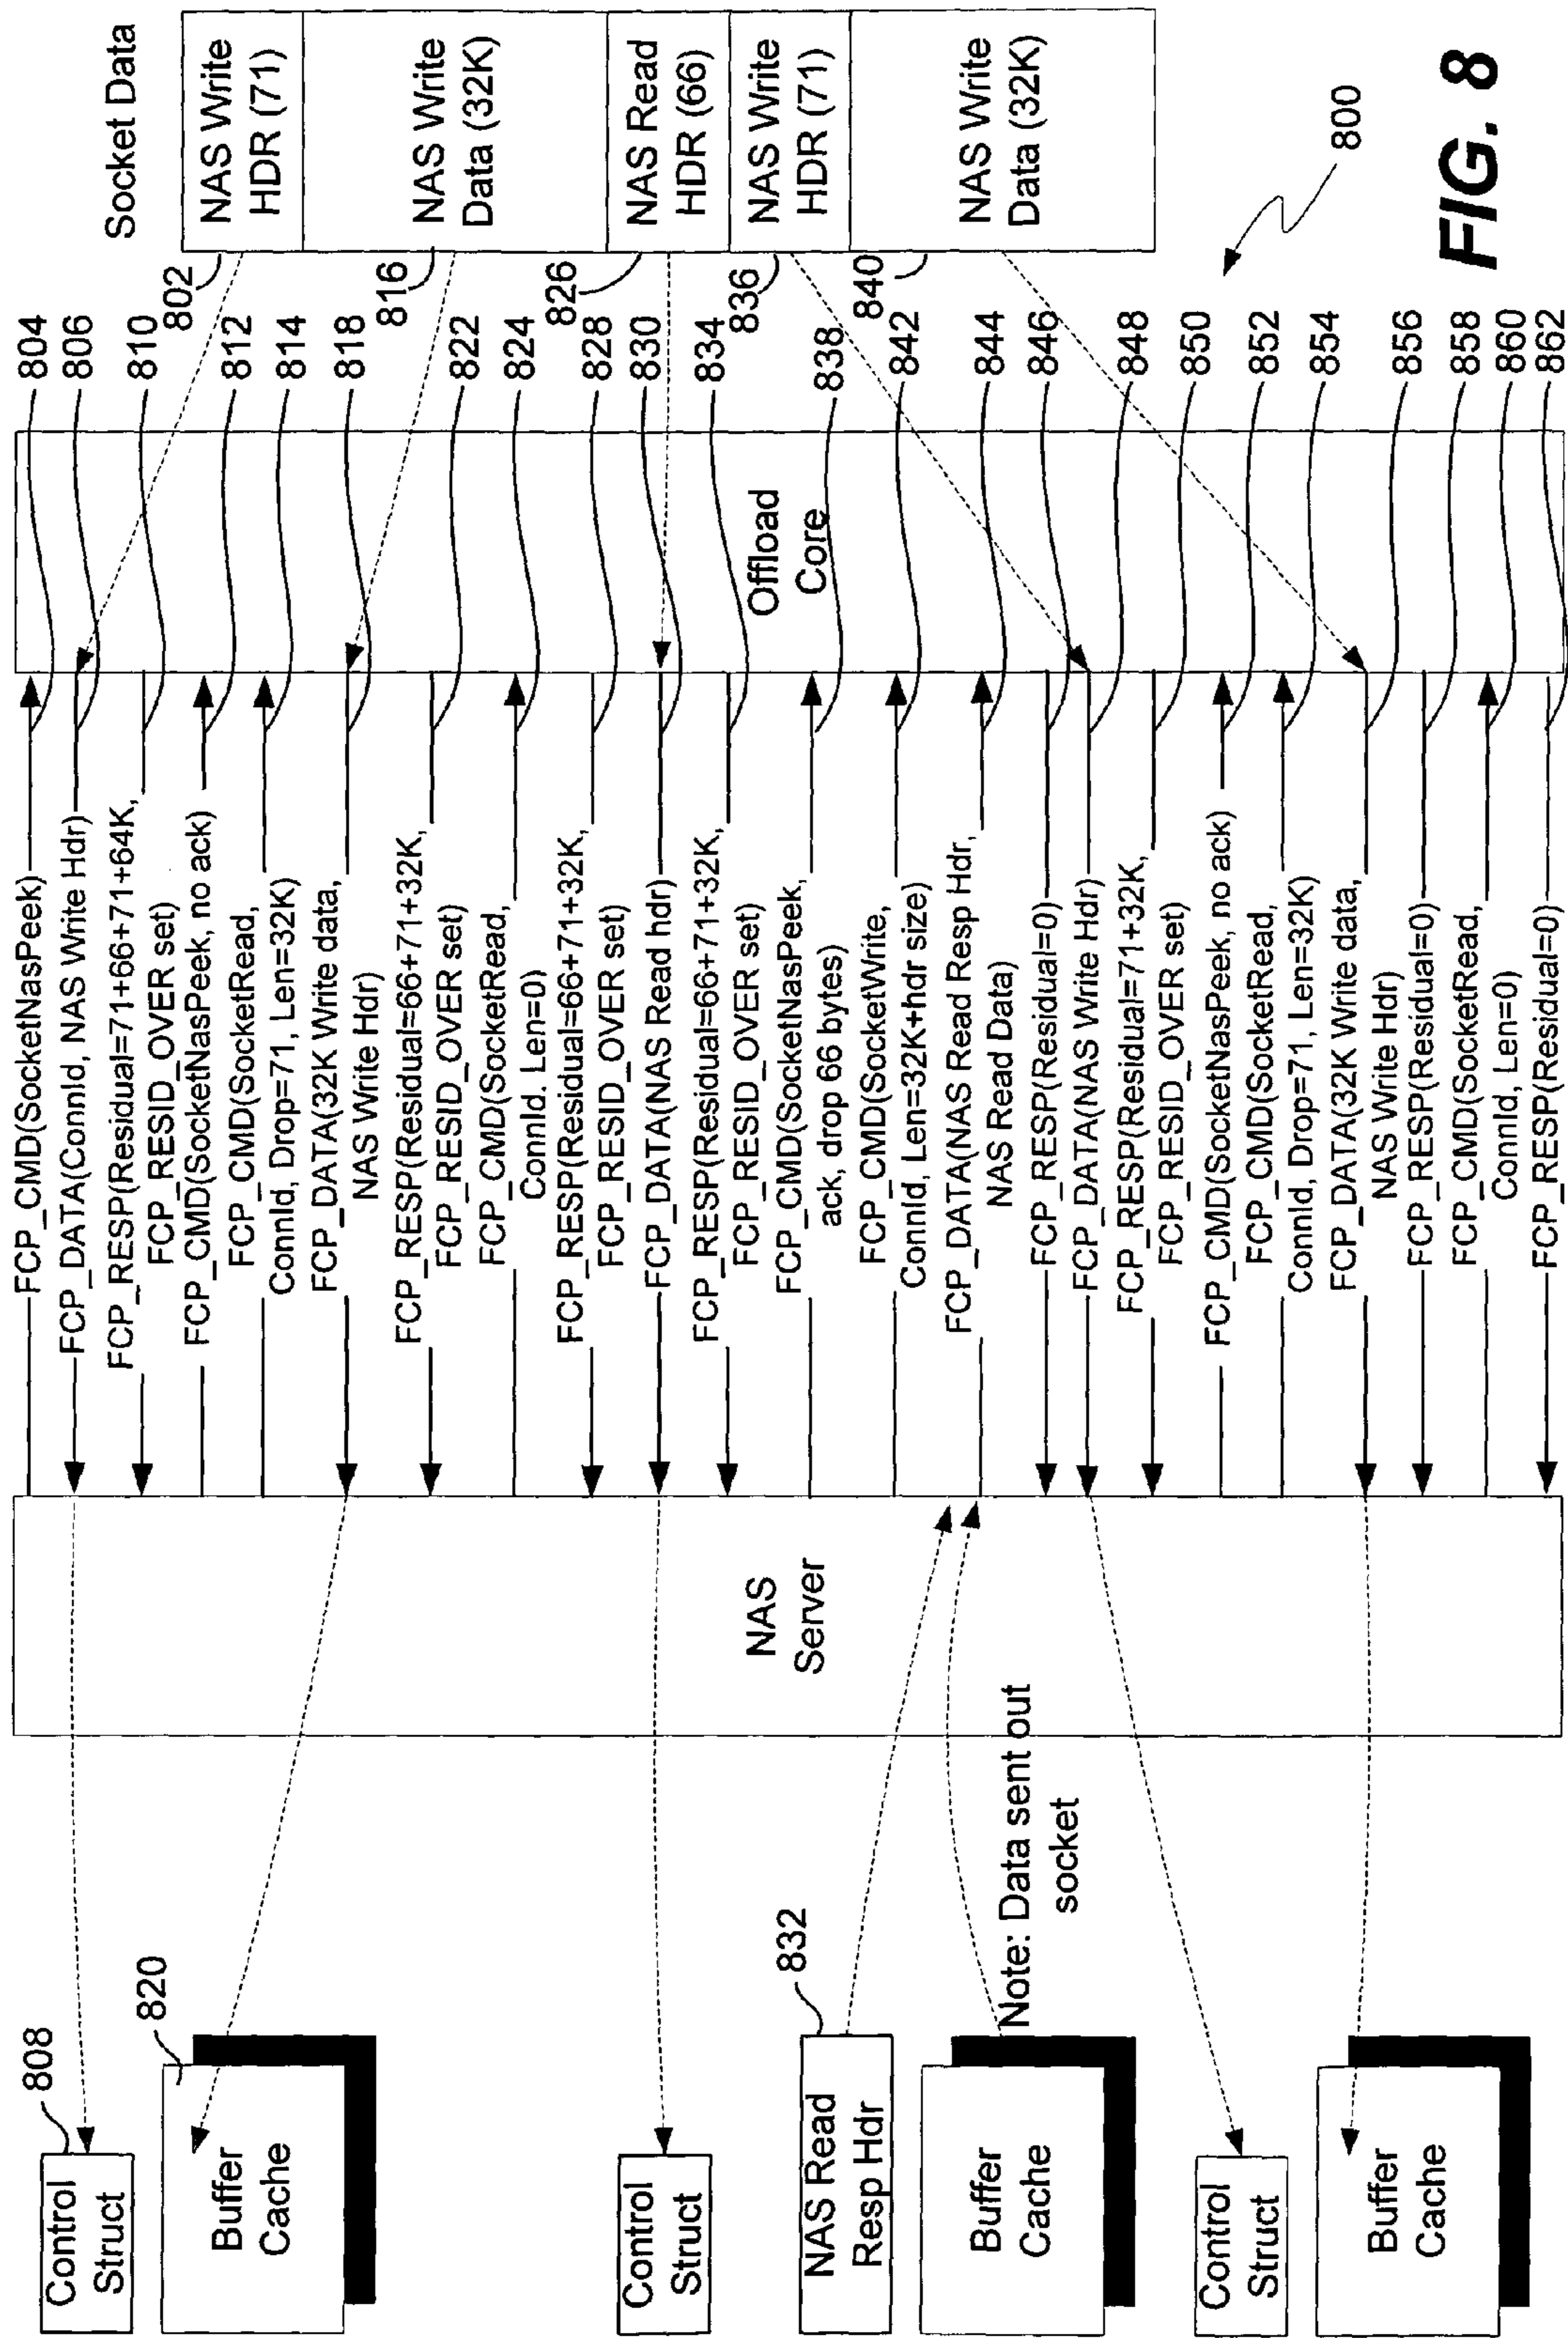 Control
Struct
808
820
Buffer
Cache
Control
Struct
832
NAS Read
Resp Hdr
Buffer
Cache
Note: Data sent out
socket
Control
Struct
Buffer
Cache
NAS
Server
FCP_CMD(SocketNasPeek)
FCP_DATA(ConnId, NAS Write Hdr)
FCP_RESP(Residual=71+66+71+64K,
FCP_RESID_OVER set)
FCP_CMD(SocketNasPeek, no ack)
FCP_CMD(SocketRead,
ConnId, Drop=71, Len=32K)
FCP_DATA(32K Write data,
NAS Write Hdr)
FCP_RESP(Residual=66+71+32K,
FCP_RESID_OVER set)
FCP_CMD(SocketRead,
ConnId. Len=0)
FCP_RESP(Residual=66+71+32K,
FCP_RESID_OVER set)
FCP_DATA(NAS Read hdr)
FCP_RESP(Residual=66+71+32K,
FCP_RESID_OVER set)
FCP_CMD(SocketNasPeek,
ack, drop 66 bytes)
FCP_CMD(SocketWrite,
ConnId, Len=32K+hdr size)
FCP_DATA(NAS Read Resp Hdr,
NAS Read Data)
FCP_RESP(Residual=0)
FCP_DATA(NAS Write Hdr)
FCP_RESP(Residual=71+32K,
FCP_RESID_OVER set)
FCP_CMD(SocketNasPeek, no ack)
FCP_CMD(SocketRead,
ConnId, Drop=71, Len=32K)
FCP_DATA(32K Write data,
NAS Write Hdr)
FCP_RESP(Residual=0)
FCP_CMD(SocketRead,
ConnId, Len=0)
FCP_RESP(Residual=0)
Offload
Core
804
806
810
802
812
814
818
816
822
824
826
828
830
834
836
838
840
842
844
846
848
850
852
854
856
858
860
862
Socket Data
NAS Write
HDR (71)
NAS Write
Data (32K)
NAS Read
HDR (66)
NAS Write
HDR (71)
NAS Write
Data (32K)
800
FIG. 8